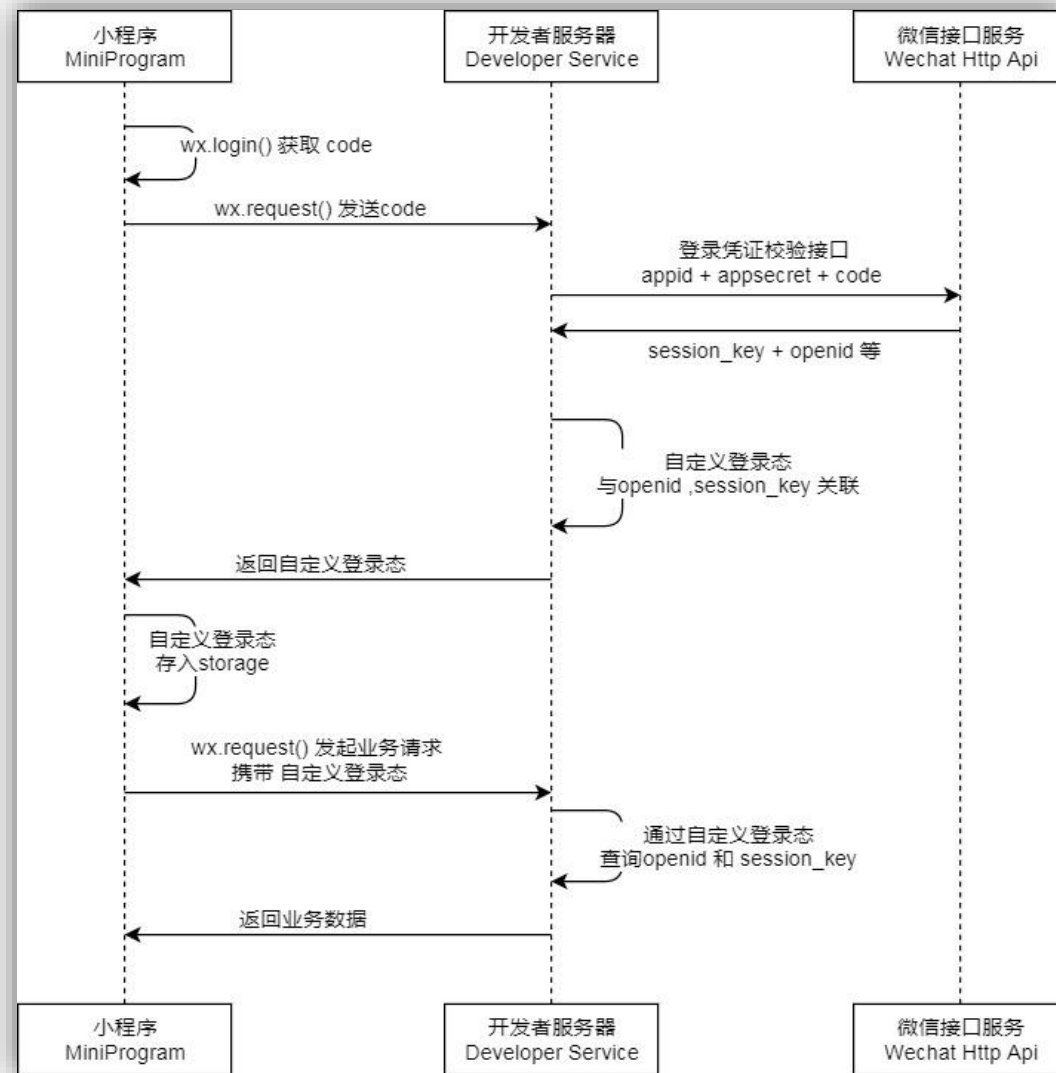 小程序
MiniProgram
开发者服务器
Developer Service
微信接口服务
Wechat Http Api
wx.login() 获取 code
wx.request() 发送code
登录凭证校验接口
appid + appsecret + code
session_key + openid 等
自定义登录态
与openid ,session_key 关联
返回自定义登录态
自定义登录态
存入storage
wx.request() 发起业务请求
携带 自定义登录态
通过自定义登录态
查询openid 和 session_key
返回业务数据
小程序
MiniProgram
开发者服务器
Developer Service
微信接口服务
Wechat Http Api